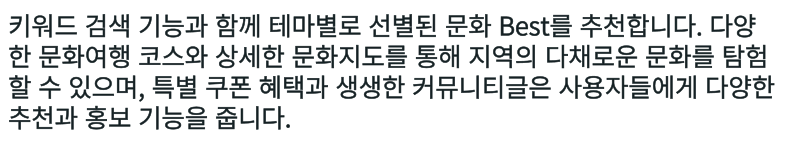 키워드 검색 기능과 함께 테마별로 선별된 문화 Best를 추천합니다. 다양
한 문화여행 코스와 상세한 문화지도를 통해 지역의 다채로운 문화를 탐험
할 수 있으며, 특별 쿠폰 혜택과 생생한 커뮤니티글은 사용자들에게 다양한
추천과 홍보 기능을 줍니다.